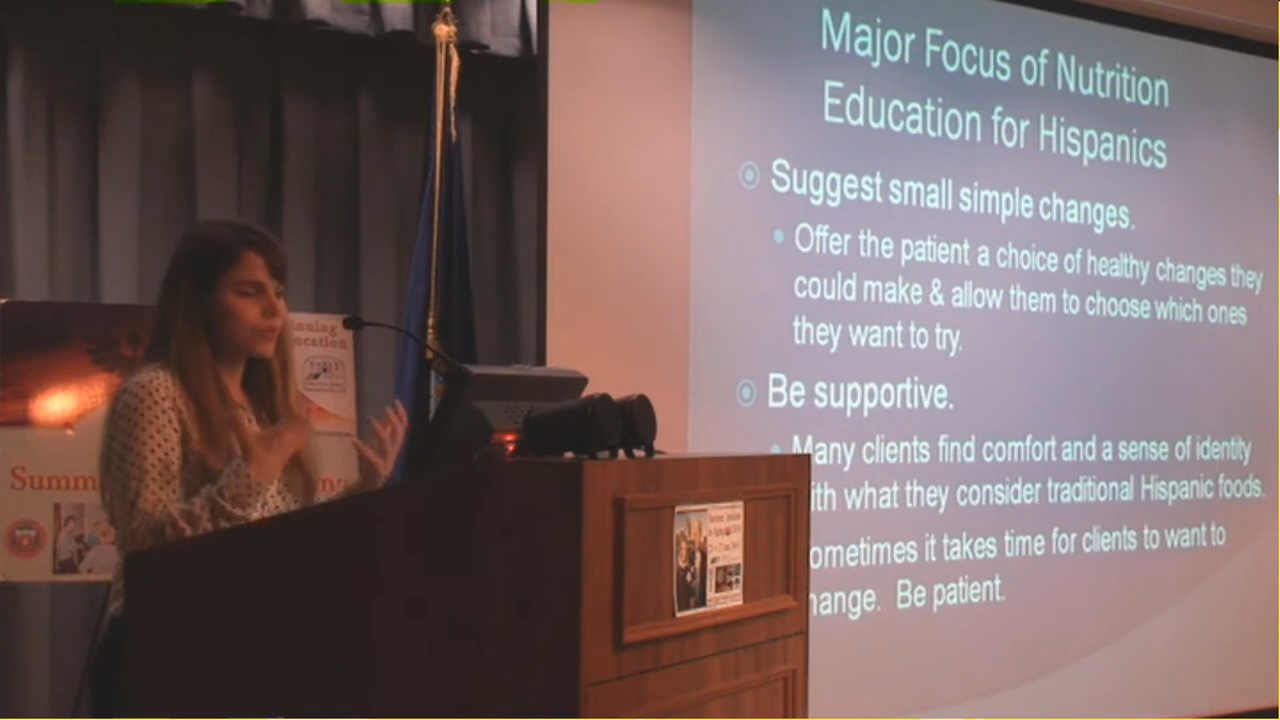 Major Focus of Nutrition
Education for Hispanics
Suggest small simple changes.
Offer the patient a choice of healthy changes they
could make & allow them to choose which ones
they want to try.
Be supportive.
Many clients find comfort and a sense of identity
ith what they consider traditional Hispanic foods.
ometimes it takes time for clients to want to
hange. Be patient.
Summ